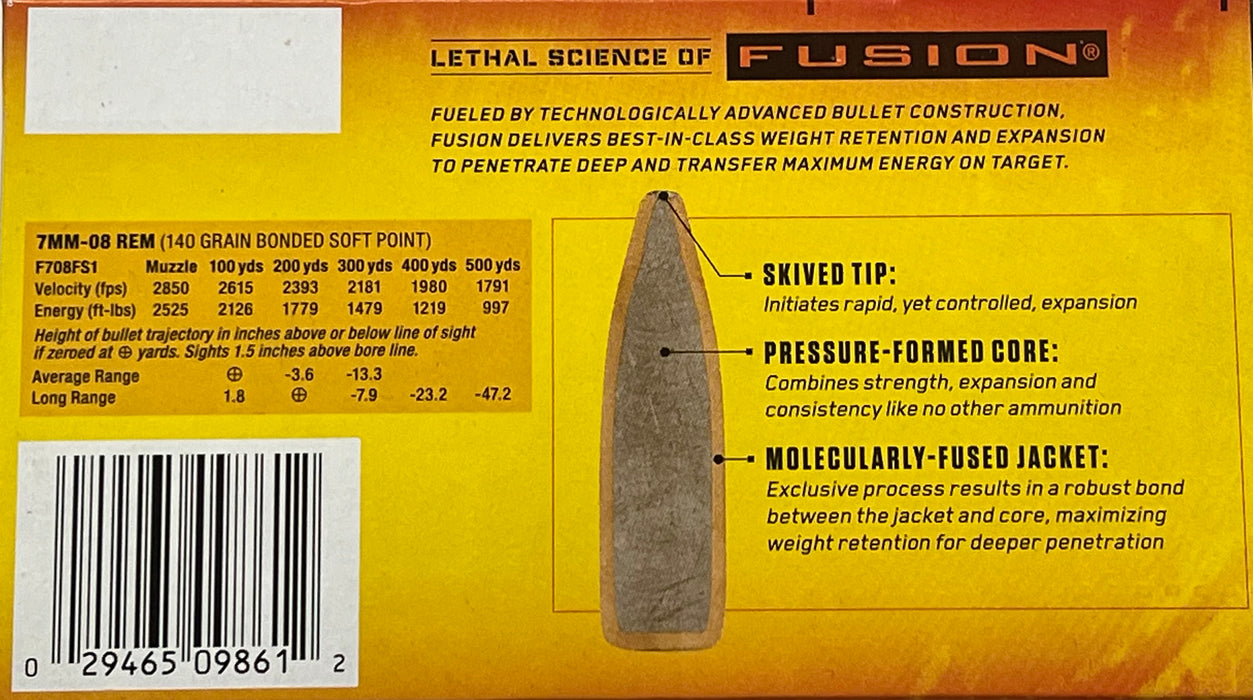 LETHAL SCIENCE OF FUSION®
FUELED BY TECHNOLOGICALLY ADVANCED BULLET CONSTRUCTION,
FUSION DELIVERS BEST-IN-CLASS WEIGHT RETENTION AND EXPANSION
TO PENETRATE DEEP AND TRANSFER MAXIMUM ENERGY ON TARGET.
7MM-08 REM (140 GRAIN BONDED SOFT POINT)
F708FS1 Muzzle 100 yds 200 yds 300 yds 400 yds 500 yds
Velocity (fps) 2850 2615 2393 2181 1980 1791
Energy (ft-lbs) 2525 2126 1779 1479 1219 997
Height of bullet trajectory in inches above or below line of sight
if zeroed at ⊕ yards. Sights 1.5 inches above bore line.
Average Range ⊕ -3.6 -13.3
Long Range 1.8 ⊕ -7.9 -23.2 -47.2
SKIVED TIP:
Initiates rapid, yet controlled, expansion
PRESSURE-FORMED CORE:
Combines strength, expansion and
consistency like no other ammunition
MOLECULARLY-FUSED JACKET:
Exclusive process results in a robust bond
between the jacket and core, maximizing
weight retention for deeper penetration
0 29465 09861 2